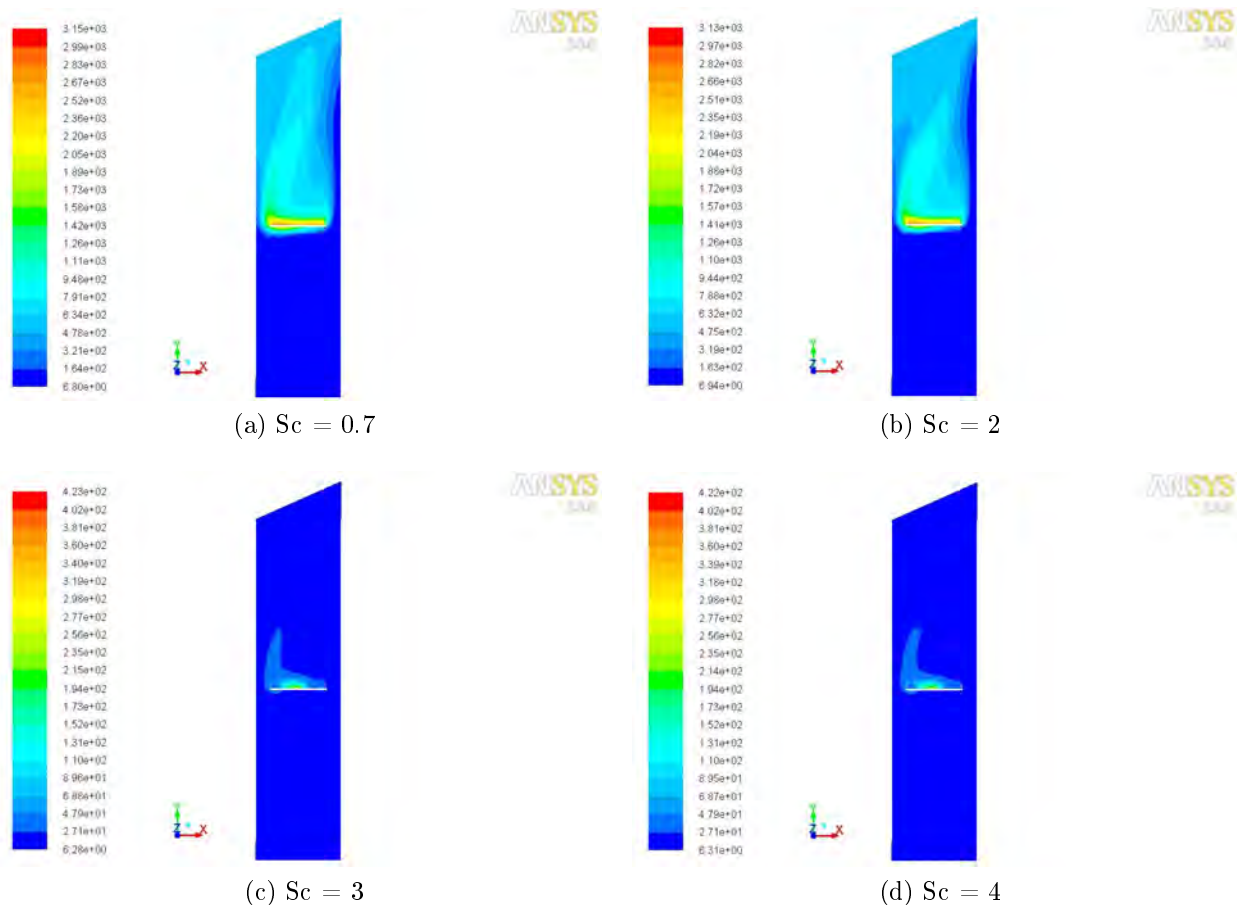 ANSYS
3.15e+03
2.99e+03
2.83e+03
2.67e+03
2.52e+03
2.36e+03
2.20e+03
2.05e+03
1.89e+03
1.73e+03
1.58e+03
1.42e+03
1.26e+03
1.11e+03
9.48e+02
7.91e+02
6.34e+02
4.78e+02
3.21e+02
1.64e+02
6.80e+00
Y
Z X
(a) Sc = 0.7
ANSYS
3.13e+03
2.97e+03
2.82e+03
2.66e+03
2.51e+03
2.35e+03
2.19e+03
2.04e+03
1.88e+03
1.72e+03
1.57e+03
1.41e+03
1.26e+03
1.10e+03
9.44e+02
7.88e+02
6.32e+02
4.75e+02
3.19e+02
1.63e+02
6.94e+00
Y
Z X
(b) Sc = 2
ANSYS
4.23e+02
4.02e+02
3.81e+02
3.60e+02
3.40e+02
3.19e+02
2.98e+02
2.77e+02
2.56e+02
2.35e+02
2.15e+02
1.94e+02
1.73e+02
1.52e+02
1.31e+02
1.10e+02
8.96e+01
6.88e+01
4.79e+01
2.71e+01
6.28e+00
Y
Z X
(c) Sc = 3
ANSYS
4.22e+02
4.02e+02
3.81e+02
3.60e+02
3.39e+02
3.18e+02
2.98e+02
2.77e+02
2.56e+02
2.35e+02
2.14e+02
1.94e+02
1.73e+02
1.52e+02
1.31e+02
1.10e+02
8.95e+01
6.87e+01
4.79e+01
2.71e+01
6.31e+00
Y
Z X
(d) Sc = 4